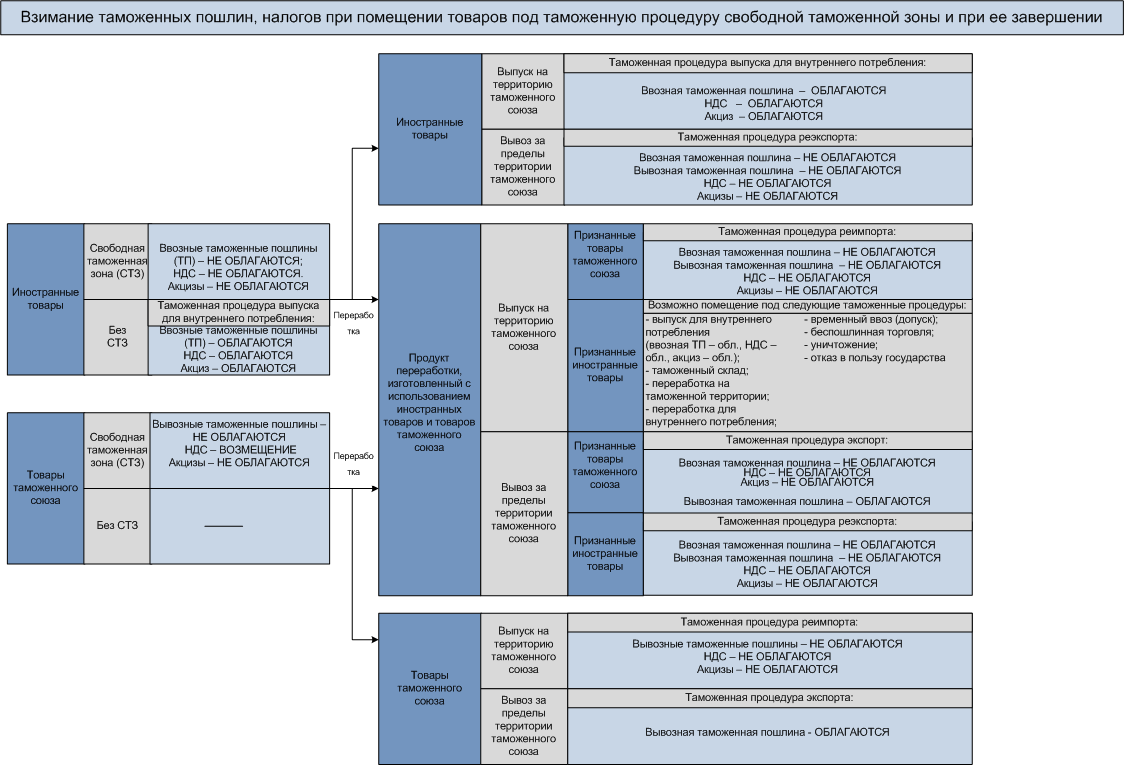 Взимание таможенных пошлин, налогов при помещении товаров под таможенную процедуру свободной таможенной зоны и при ее завершении
Иностранные
товары
Свободная
таможенная
зона (СТЗ)
Ввозные таможенные пошлины
(ТП) – НЕ ОБЛАГАЮТСЯ;
НДС – НЕ ОБЛАГАЮТСЯ.
Акцизы – НЕ ОБЛАГАЮТСЯ
Без
СТЗ
Таможенная процедура выпуска
для внутреннего потребления:
Ввозные таможенные пошлины
(ТП) – ОБЛАГАЮТСЯ
НДС – ОБЛАГАЮТСЯ
Акциз – ОБЛАГАЮТСЯ
Товары
таможенного
союза
Свободная
таможенная
зона (СТЗ)
Вывозные таможенные пошлины –
НЕ ОБЛАГАЮТСЯ
НДС – ВОЗМЕЩЕНИЕ
Акцизы – НЕ ОБЛАГАЮТСЯ
Без СТЗ
Перерабо
тка
Перерабо
тка
Иностранные
товары
Выпуск на
территорию
таможенного
союза
Таможенная процедура выпуска для внутреннего потребления:
Ввозная таможенная пошлина – ОБЛАГАЮТСЯ
НДС – ОБЛАГАЮТСЯ
Акциз – ОБЛАГАЮТСЯ
Вывоз за
пределы
территории
таможенного
союза
Таможенная процедура реэкспорта:
Ввозная таможенная пошлина – НЕ ОБЛАГАЮТСЯ
Вывозная таможенная пошлина – НЕ ОБЛАГАЮТСЯ
НДС – НЕ ОБЛАГАЮТСЯ
Акцизы – НЕ ОБЛАГАЮТСЯ
Продукт
переработки,
изготовленный с
использованием
иностранных
товаров и товаров
таможенного
союза
Выпуск на
территорию
таможенного
союза
Признанные
товары
таможенного
союза
Таможенная процедура реимпорта:
Ввозная таможенная пошлина – НЕ ОБЛАГАЮТСЯ
Вывозная таможенная пошлина – НЕ ОБЛАГАЮТСЯ
НДС – НЕ ОБЛАГАЮТСЯ
Акцизы – НЕ ОБЛАГАЮТСЯ
Признанные
иностранные
товары
Возможно помещение под следующие таможенные процедуры:
- выпуск для внутреннего
потребления
(ввозная ТП – обл., НДС –
обл., акциз – обл.);
- таможенный склад;
- переработка на
таможенной территории;
- переработка для
внутреннего потребления;
- временный ввоз (допуск);
- беспошлинная торговля;
- уничтожение;
- отказ в пользу государства
Вывоз за
пределы
территории
таможенного
союза
Признанные
товары
таможенного
союза
Таможенная процедура экспорт:
Ввозная таможенная пошлина – НЕ ОБЛАГАЮТСЯ
НДС – НЕ ОБЛАГАЮТСЯ
Акциз – НЕ ОБЛАГАЮТСЯ
Вывозная таможенная пошлина – ОБЛАГАЮТСЯ
Признанные
иностранные
товары
Таможенная процедура реэкспорта:
Ввозная таможенная пошлина – НЕ ОБЛАГАЮТСЯ
Вывозная таможенная пошлина – НЕ ОБЛАГАЮТСЯ
НДС – НЕ ОБЛАГАЮТСЯ
Акцизы – НЕ ОБЛАГАЮТСЯ
Товары
таможенного
союза
Выпуск на
территорию
таможенного
союза
Таможенная процедура реимпорта:
Вывозные таможенные пошлины – НЕ ОБЛАГАЮТСЯ
НДС – НЕ ОБЛАГАЮТСЯ
Акцизы – НЕ ОБЛАГАЮТСЯ
Вывоз за
пределы
территории
таможенного
союза
Таможенная процедура экспорта:
Вывозная таможенная пошлина - ОБЛАГАЮТСЯ